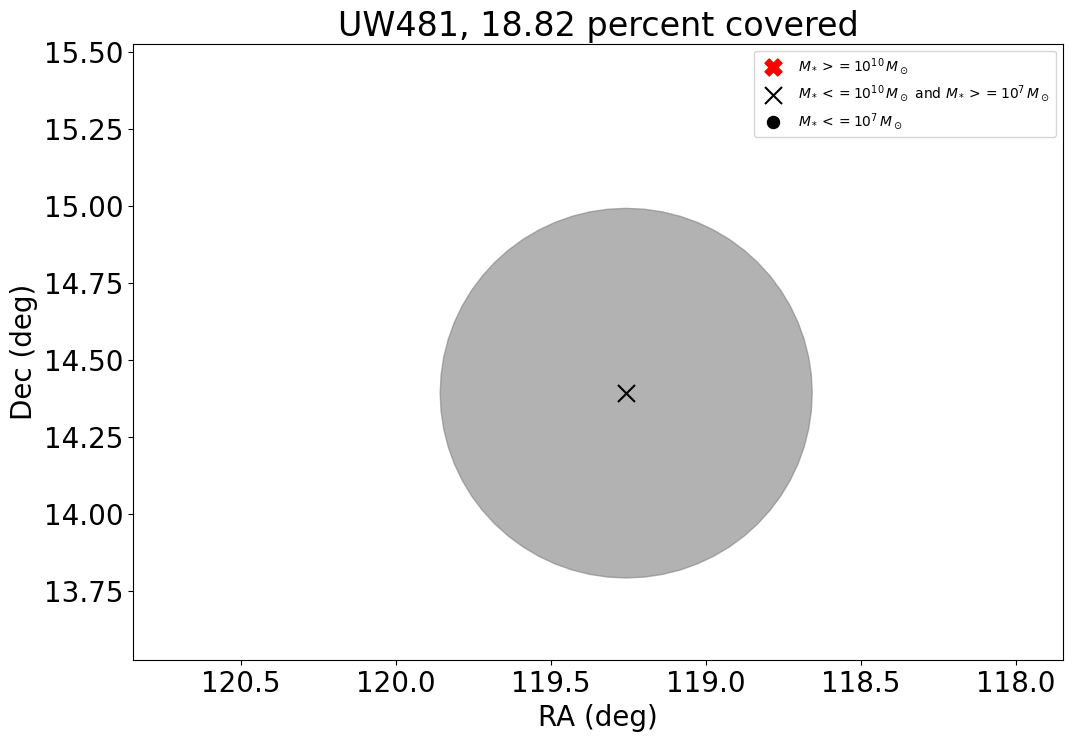 UW481, 18.82 percent covered
M* >= 10^10 M⊙
M* <= 10^10 M⊙ and M* >= 10^7 M⊙
M* <= 10^7 M⊙
15.50
15.25
15.00
14.75
14.50
14.25
14.00
13.75
Dec (deg)
120.5 120.0 119.5 119.0 118.5 118.0
RA (deg)